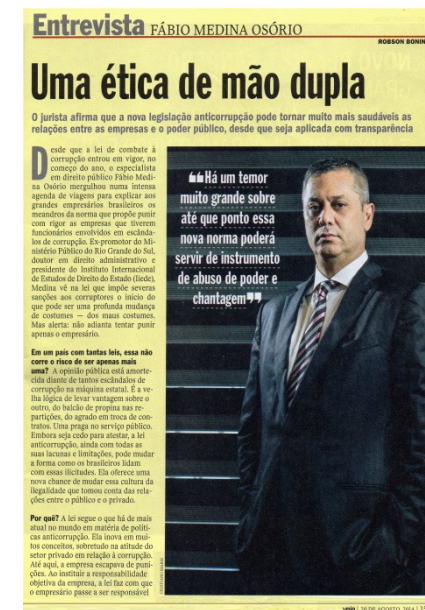 Entrevista FÁBIO MEDINA OSÓRIO
ROBSON BONIN
Uma ética de mão dupla
O jurista afirma que a nova legislação anticorrupção pode tornar muito mais saudáveis as
relações entre as empresas e o poder público, desde que seja aplicada com transparência
Desde que a lei de combate à
corrupção entrou em vigor, no
começo do ano, o especialista
em direito público Fábio Medi-
na Osório mergulhou numa intensa
agenda de viagens para explicar aos
grandes empresários brasileiros os
meandros da norma que propõe punir
com rigor as empresas que tiverem
funcionários envolvidos em escânda-
los de corrupção. Ex-promotor do Mi-
nistério Público do Rio Grande do Sul,
doutor em direito administrativo e
presidente do Instituto Internacional
de Estudos de Direito do Estado (Iiede),
Medina vê na lei que impõe severas
sanções aos corruptores o início do
que pode ser uma profunda mudança
de costumes — dos maus costumes.
Mas alerta: não adianta tentar punir
apenas o empresário.
Em um país com tantas leis, essa não
corre o risco de ser apenas mais
uma? A opinião pública está amorte-
cida diante de tantos escândalos de
corrupção na máquina estatal. É a ve-
lha lógica de levar vantagem sobre o
outro, do balcão de propina nas re-
partições, do agrado em troca de con-
tratos. Uma praga no serviço público.
Embora seja cedo para atestar, a lei
anticorrupção, ainda com todas as
suas lacunas e limitações, pode mudar
a forma como os brasileiros lidam
com essas ilicitudes. Ela oferece uma
nova chance de mudar essa cultura da
ilegalidade que tomou conta das rela-
ções entre o público e o privado.
Por quê? A lei segue o que há de mais
atual no mundo em matéria de políti-
cas anticorrupção. Ela inova em mui-
tos conceitos, sobretudo na atitude do
setor privado em relação à corrupção.
Até aqui, a empresa escapava de puni-
ções. Ao instituir a responsabilidade
objetiva da empresa, a lei faz com que
o empresário passe a ser responsável
“Há um temor
muito grande sobre
até que ponto essa
nova norma poderá
servir de instrumento
de abuso de poder e
chantagem”
veja | 20 DE AGOSTO, 2014